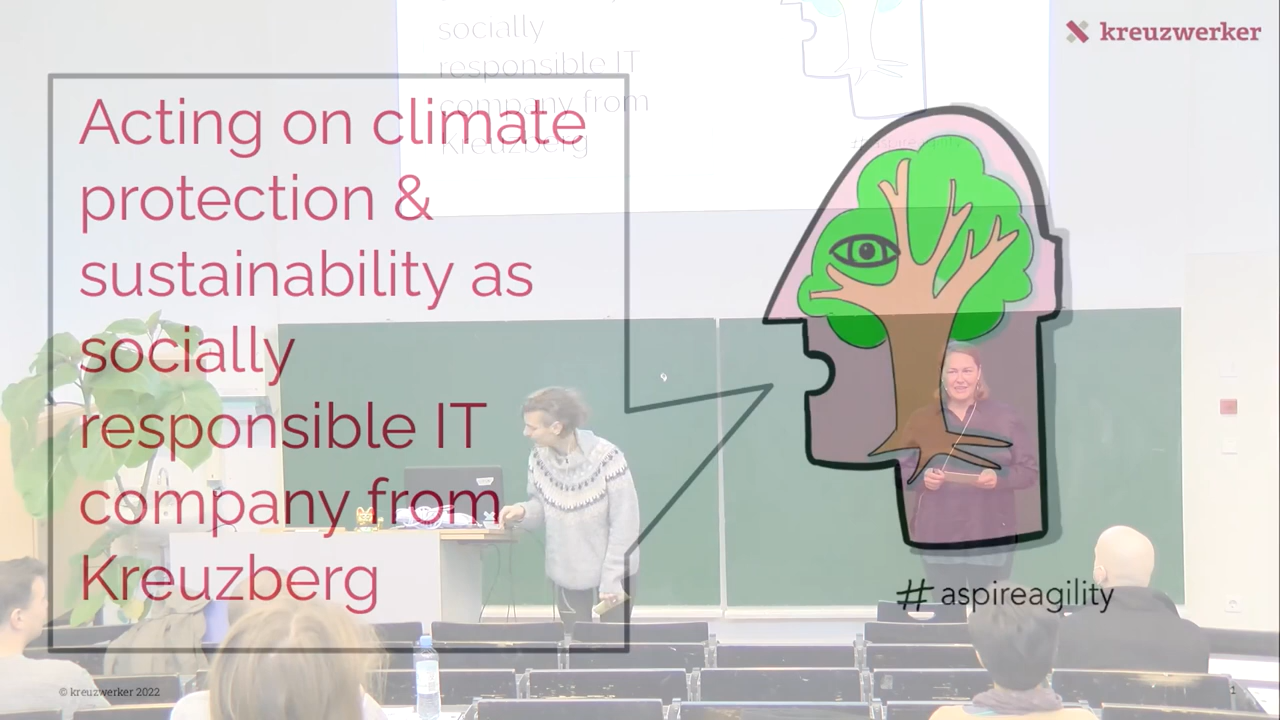 kreuzwerker
Acting on climate
protection &
sustainability as
socially
responsible IT
company from
Kreuzberg
socially
responsible IT
company from
Kreuzberg
# aspireagility
© kreuzwerker 2022
1